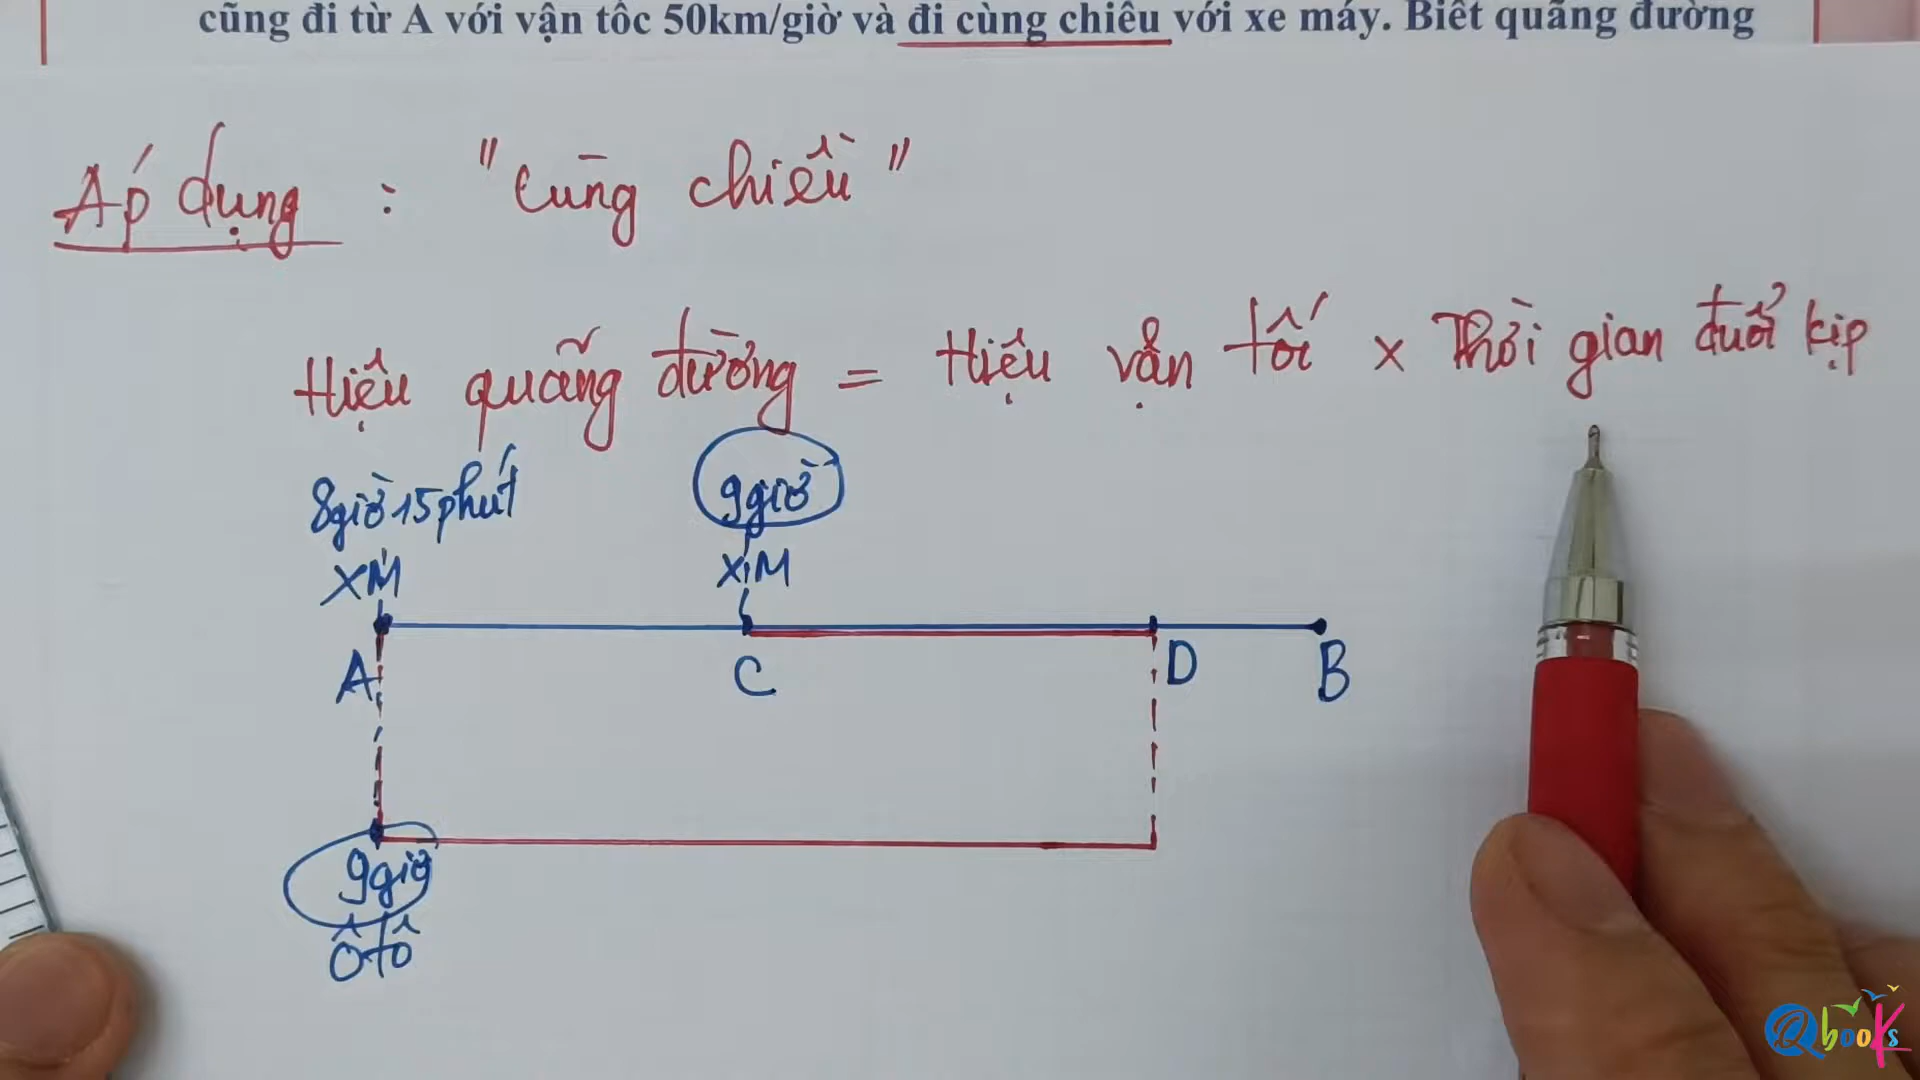 cũng đi từ A với vận tốc 50km/giờ và đi cùng chiều với xe máy. Biết quãng đường
Áp dụng : "Cùng chiều"
Hiệu quãng đường = Hiệu vận tốc × Thời gian đuổi kịp
8giờ 15phút 9giờ
XM XM
A C D B
9giờ
Ôtô
Qbooks